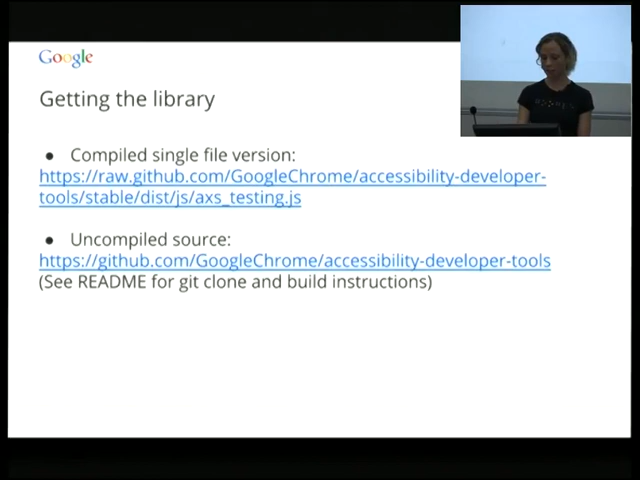 Google
Getting the library
● Compiled single file version:
https://raw.github.com/GoogleChrome/accessibility-developer-
tools/stable/dist/js/axs_testing.js
● Uncompiled source:
https://github.com/GoogleChrome/accessibility-developer-tools
(See README for git clone and build instructions)